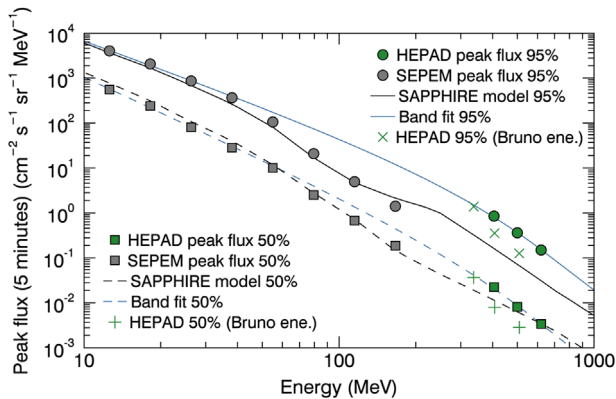 Peak flux (5 minutes) (cm⁻² s⁻¹ sr⁻¹ MeV⁻¹)
10⁴
10³
10²
10¹
10⁰
10⁻¹
10⁻²
10⁻³
HEPAD peak flux 95%
SEPEM peak flux 95%
SAPPHIRE model 95%
Band fit 95%
HEPAD 95% (Bruno ene.)
HEPAD peak flux 50%
SEPEM peak flux 50%
SAPPHIRE model 50%
Band fit 50%
HEPAD 50% (Bruno ene.)
10
100
1000
Energy (MeV)